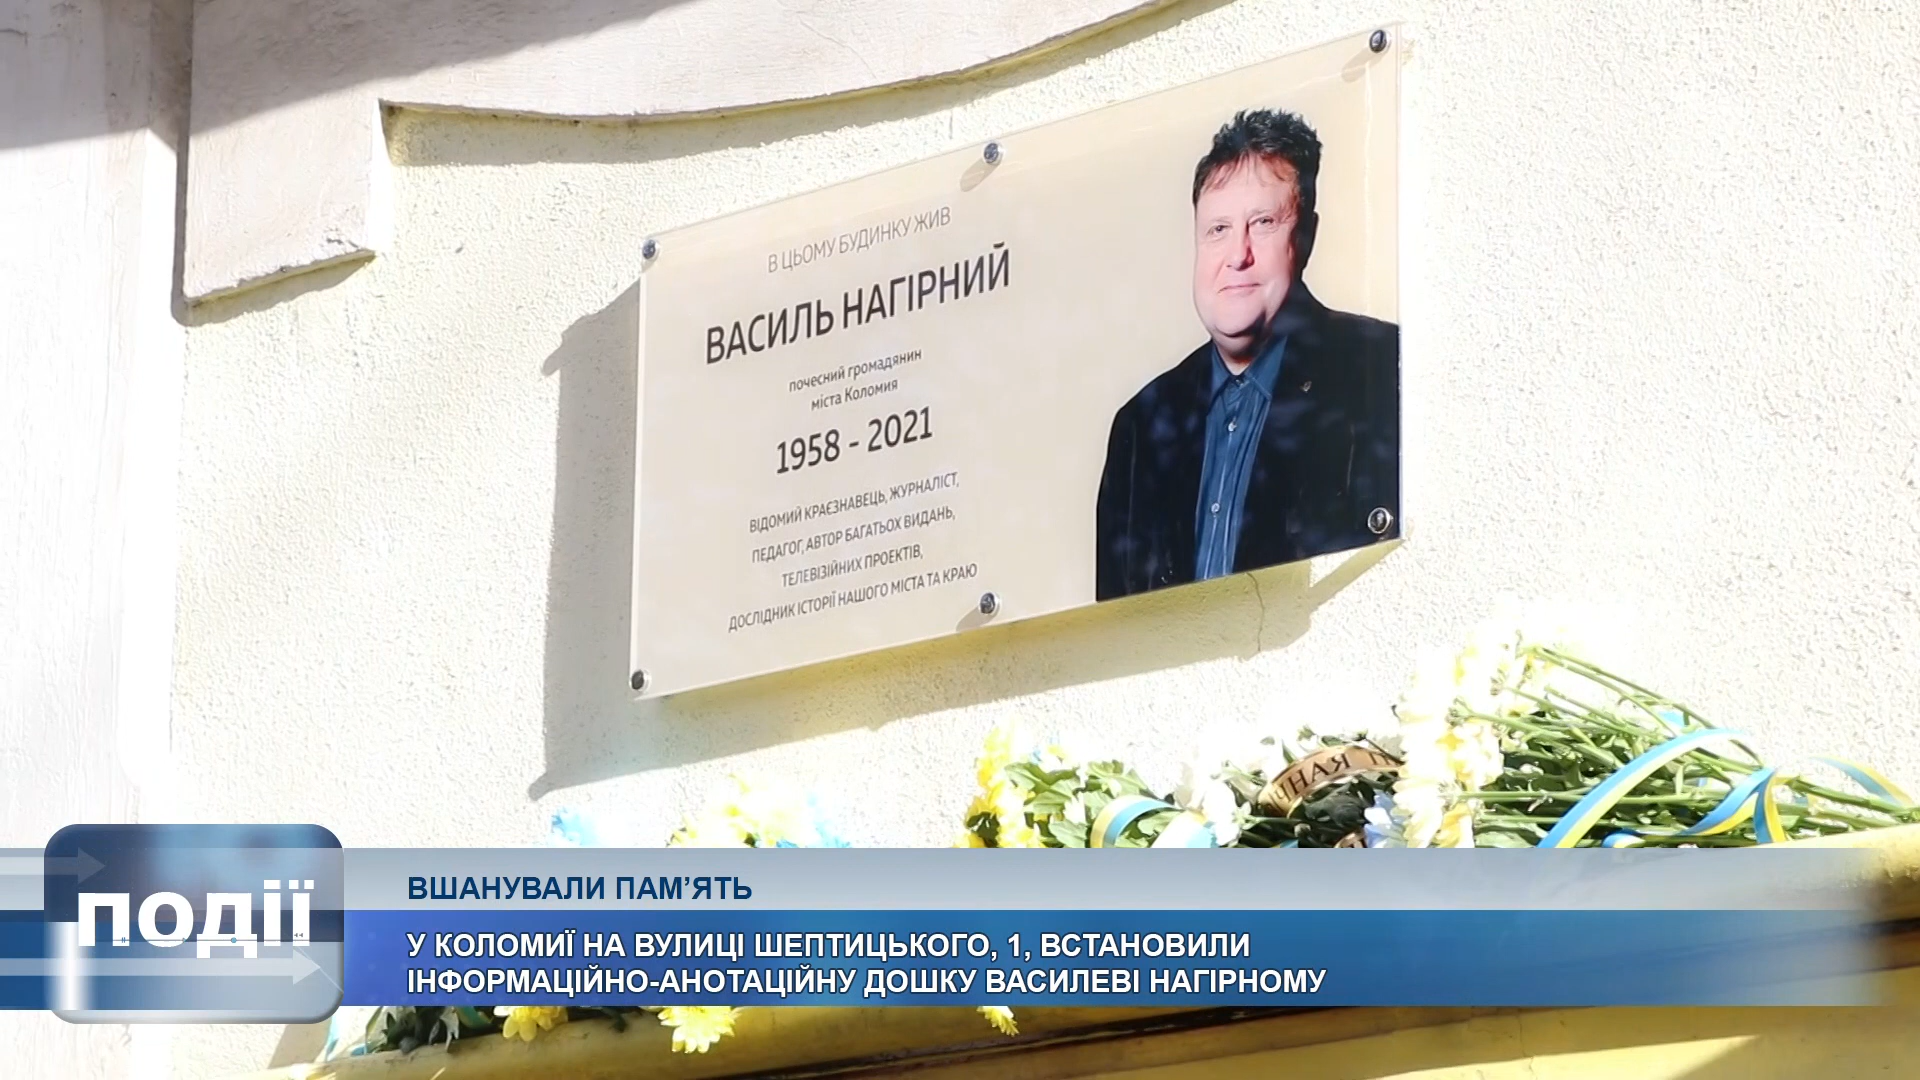 В ЦЬОМУ БУДИНКУ ЖИВ
ВАСИЛЬ НАГІРНИЙ
почесний громадянин
міста Коломия
1958 - 2021
ВІДОМИЙ КРАЄЗНАВЕЦЬ, ЖУРНАЛІСТ,
ПЕДАГОГ, АВТОР БАГАТЬОХ ВИДАНЬ,
ТЕЛЕВІЗІЙНИХ ПРОЕКТІВ,
ДОСЛІДНИК ІСТОРІЇ НАШОГО МІСТА ТА КРАЮ
події
ВШАНУВАЛИ ПАМ’ЯТЬ
У КОЛОМИЇ НА ВУЛИЦІ ШЕПТИЦЬКОГО, 1, ВСТАНОВИЛИ
ІНФОРМАЦІЙНО-АНОТАЦІЙНУ ДОШКУ ВАСИЛЕВІ НАГІРНОМУ